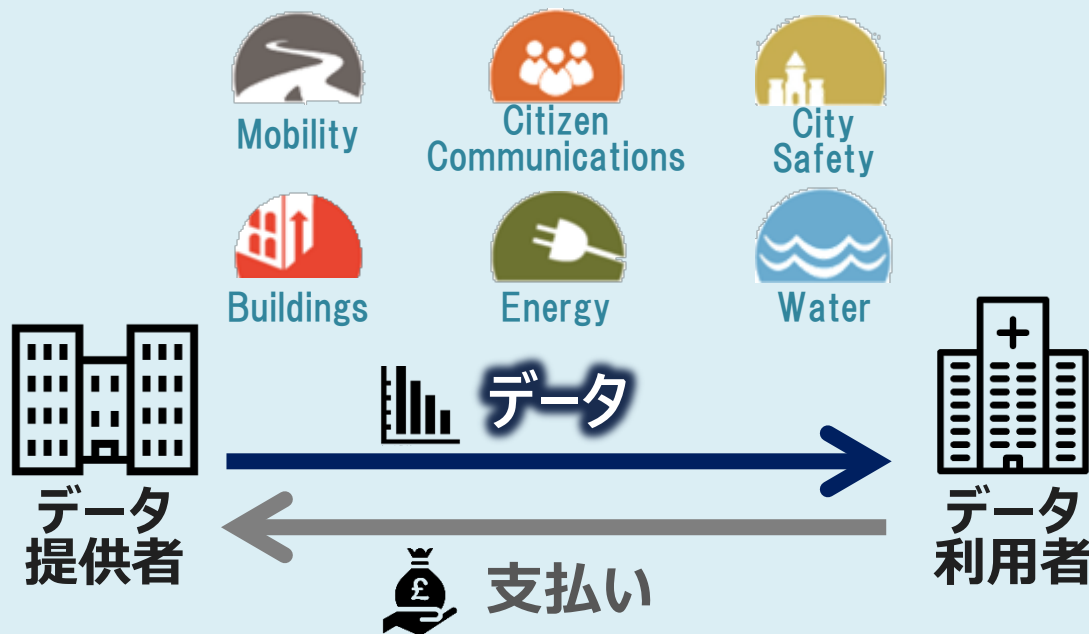 Mobility
Citizen
Communications
City
Safety
Buildings
Energy
Water
データ
データ
提供者
データ
利用者
£
支払い